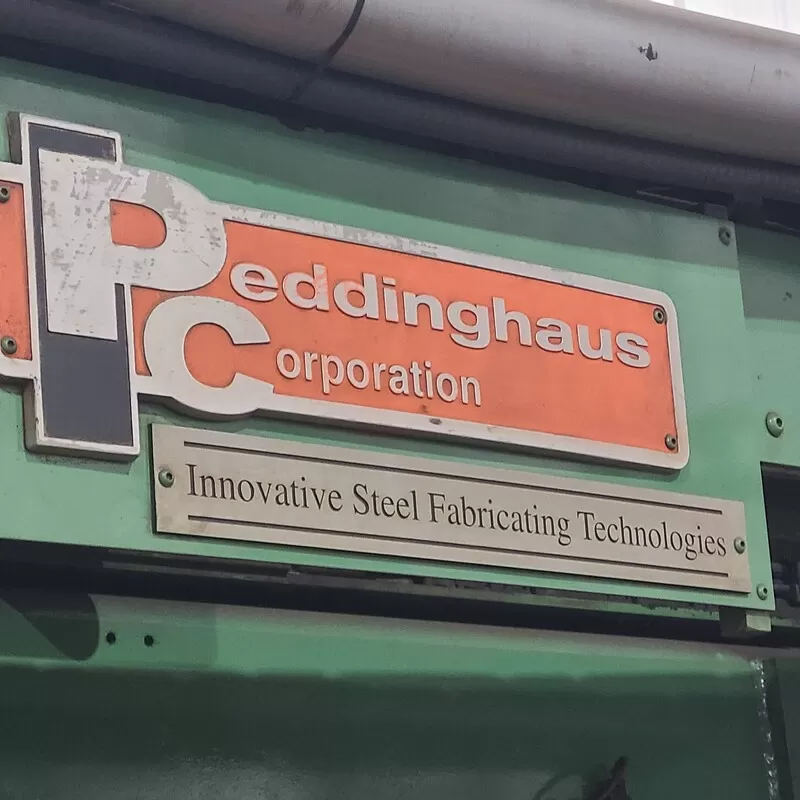 Peddinghaus
Corporation
Innovative Steel Fabricating Technologies